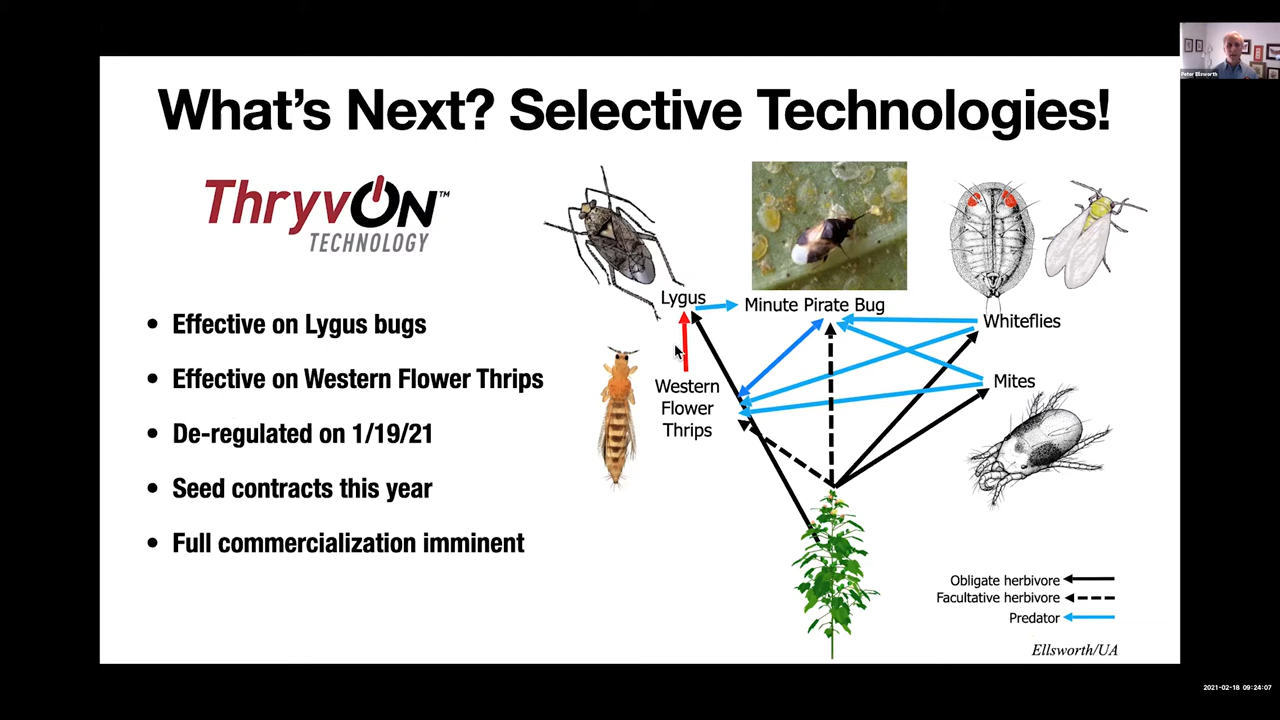 Peter Ellsworth
What's Next? Selective Technologies!
ThryvON™
TECHNOLOGY
• Effective on Lygus bugs
• Effective on Western Flower Thrips
• De-regulated on 1/19/21
• Seed contracts this year
• Full commercialization imminent
Lygus
Minute Pirate Bug
Whiteflies
Western
Flower
Thrips
Mites
Obligate herbivore
Facultative herbivore
Predator
Ellsworth/UA
2021-02-18 09:24:07